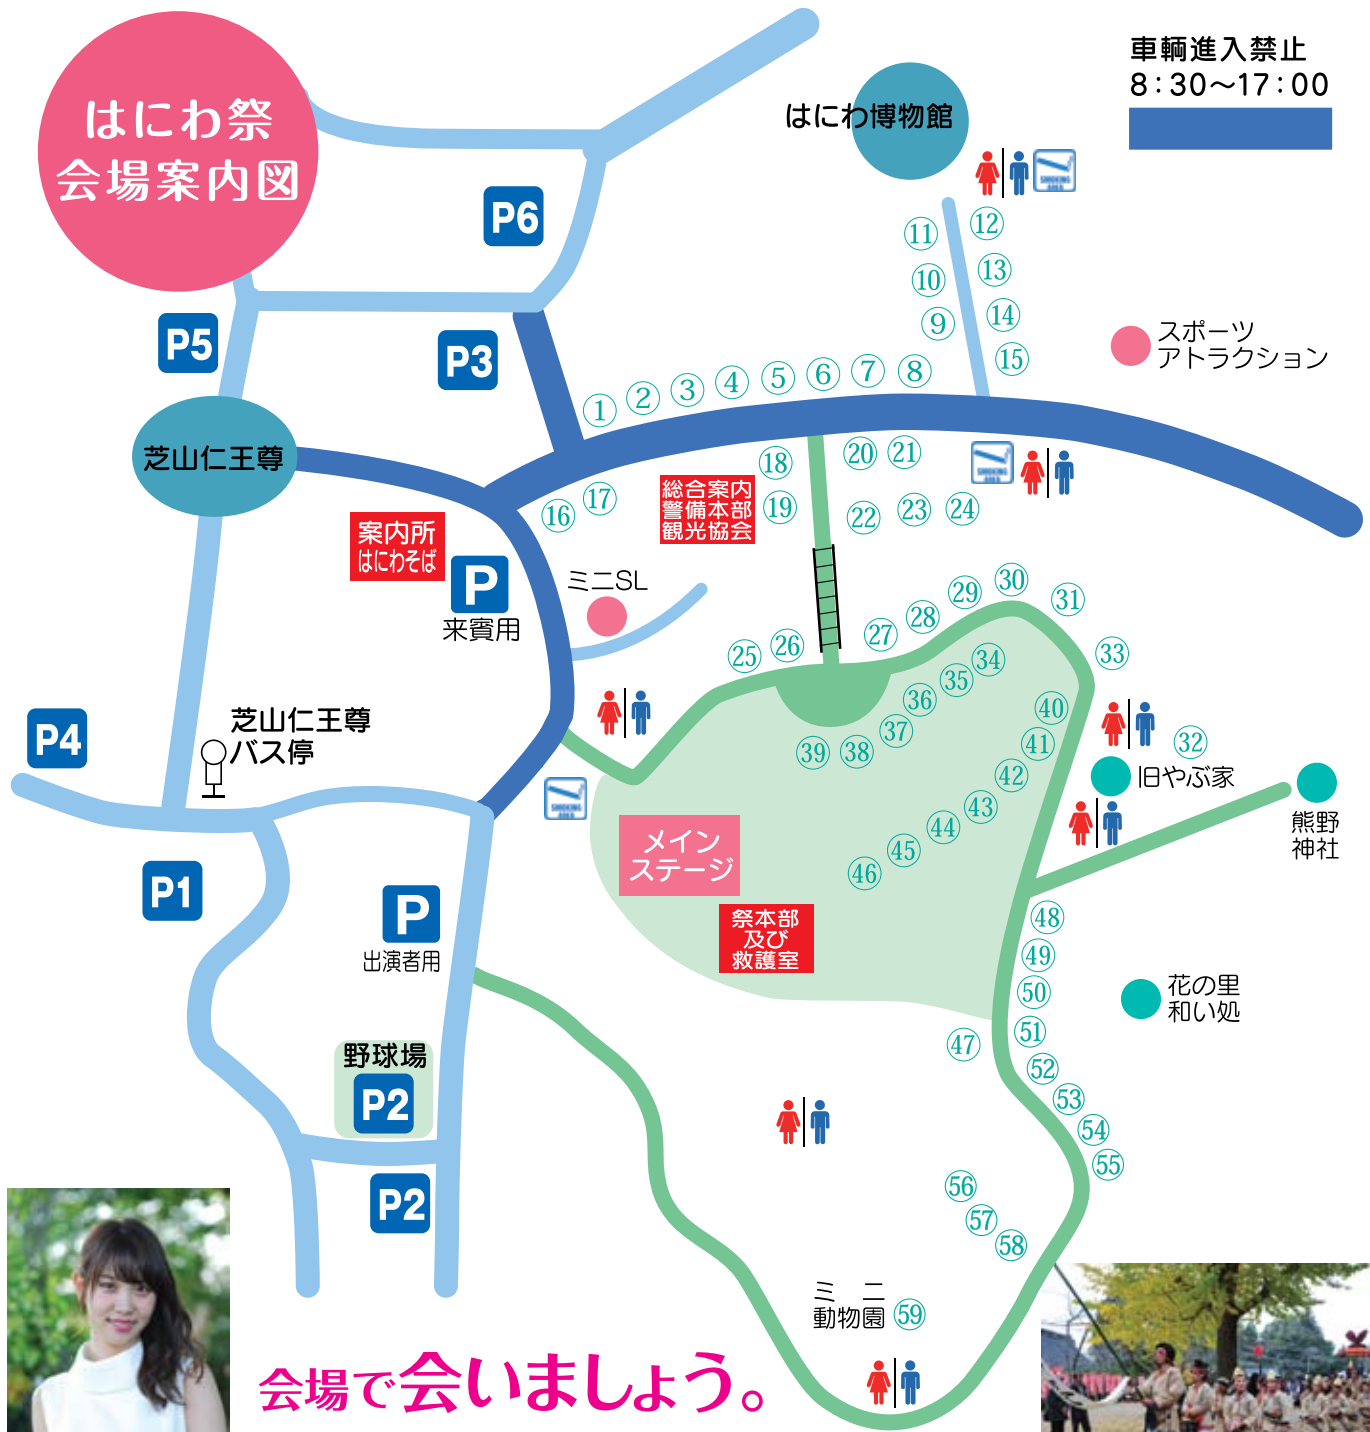 はにわ祭
会場案内図
車輌進入禁止
8：30～17：00
はにわ博物館
SMOKING
AREA
P6
⑪
⑫
⑩
⑬
⑨
⑭
⑮
スポーツ
アトラクション
P5
P3
①
②
③
④
⑤
⑥
⑦
⑧
芝山仁王尊
⑯
⑰
⑱
⑲
⑳
㉑
㉒
㉓
㉔
SMOKING
AREA
総合案内
警備本部
観光協会
案内所
はにわそば
P
来賓用
ミニSL
㉕
㉖
㉗
㉘
㉙
㉚
㉛
㉝
㉞
㉟
㊱
㊲
㊳
㊴
㊵
㊶
㊷
㊸
㊹
㊺
㊻
㉜
旧やぶ家
熊野
神社
P4
芝山仁王尊
バス停
SMOKING
AREA
メイン
ステージ
祭本部
及び
救護室
P1
P
出演者用
㊽
㊾
㊿
51
47
52
53
54
55
花の里
和い処
野球場
P2
P2
56
57
58
ミニ
動物園
59
会場で会いましょう。